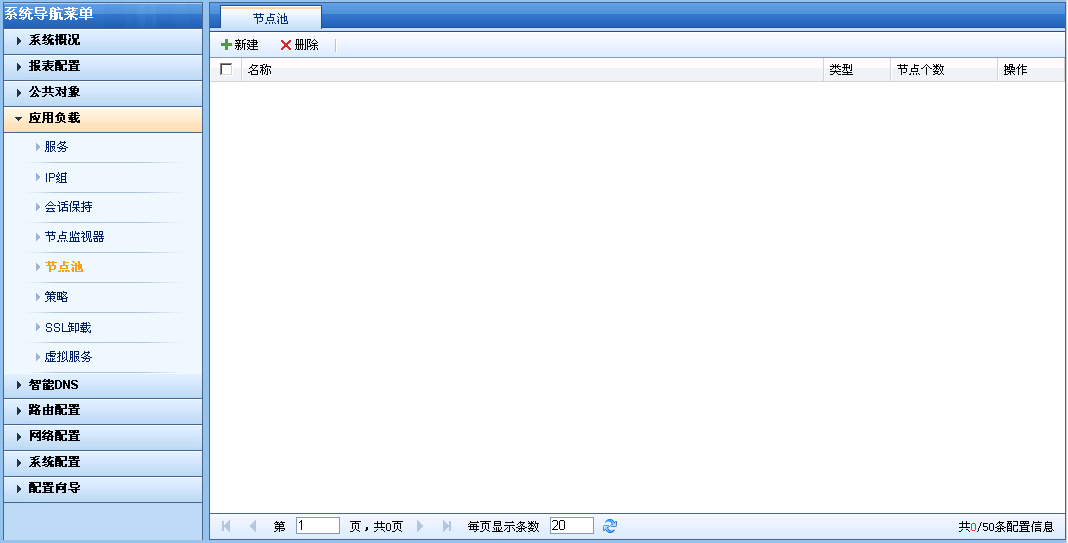 系统导航菜单
系统概况
报表配置
公共对象
应用负载
服务
IP组
会话保持
节点监视器
节点池
策略
SSL卸载
虚拟服务
智能DNS
路由配置
网络配置
系统配置
配置向导
节点池
新建 删除
名称 类型 节点个数 操作
第 1 页，共0页 每页显示条数 20 共0/50条配置信息